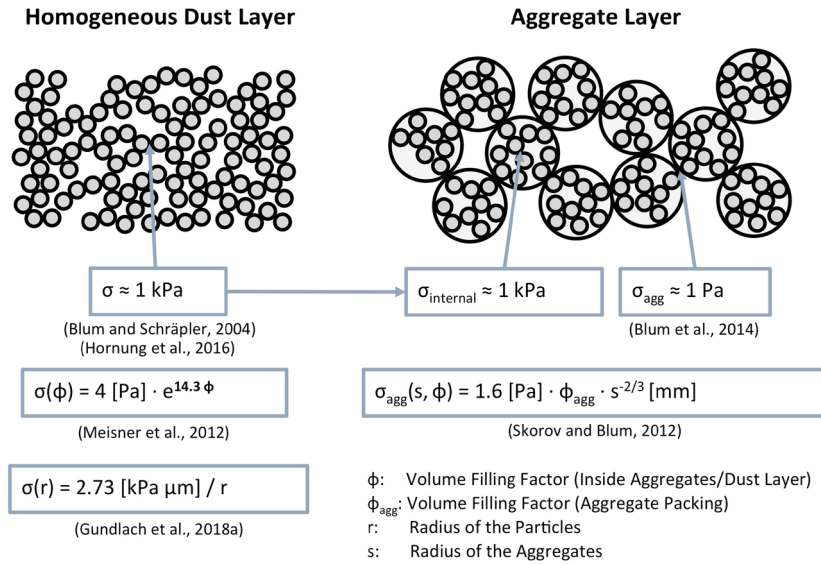 Homogeneous Dust Layer
Aggregate Layer
σ ≈ 1 kPa
(Blum and Schräpler, 2004)
(Hornung et al., 2016)
σ(ϕ) = 4 [Pa] · e^14.3 ϕ
(Meisner et al., 2012)
σ(r) = 2.73 [kPa μm] / r
(Gundlach et al., 2018a)
σinternal ≈ 1 kPa
σagg ≈ 1 Pa
(Blum et al., 2014)
σagg(s, ϕ) = 1.6 [Pa] · ϕagg · s^-2/3 [mm]
(Skorov and Blum, 2012)
ϕ: Volume Filling Factor (Inside Aggregates/Dust Layer)
ϕagg: Volume Filling Factor (Aggregate Packing)
r: Radius of the Particles
s: Radius of the Aggregates